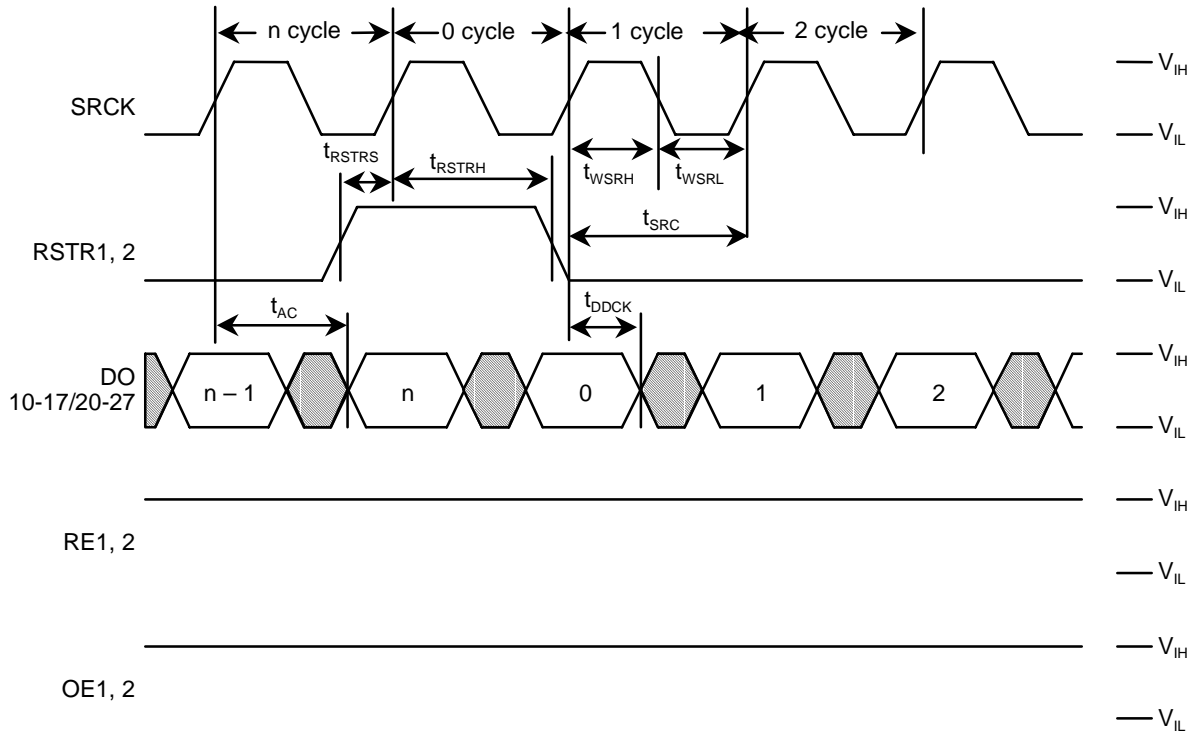 n cycle 0 cycle 1 cycle 2 cycle
SRCK
V_IH
V_IL
t_RSTRS t_RSTRH t_WSRH t_WSRL
RSTR1, 2
t_SRC
V_IH
V_IL
t_AC t_DDCK
DO
10-17/20-27
n – 1 n 0 1 2
V_IH
V_IL
RE1, 2
V_IH
V_IL
OE1, 2
V_IH
V_IL